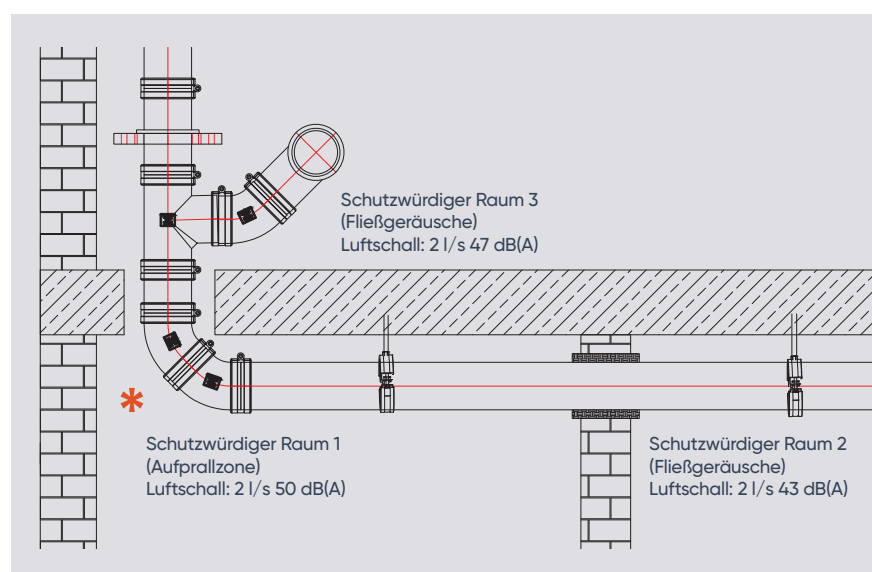 Schutzwürdiger Raum 3
(Fließgeräusche)
Luftschall: 2 l/s 47 dB(A)
Schutzwürdiger Raum 1
(Aufprallzone)
Luftschall: 2 l/s 50 dB(A)
Schutzwürdiger Raum 2
(Fließgeräusche)
Luftschall: 2 l/s 43 dB(A)